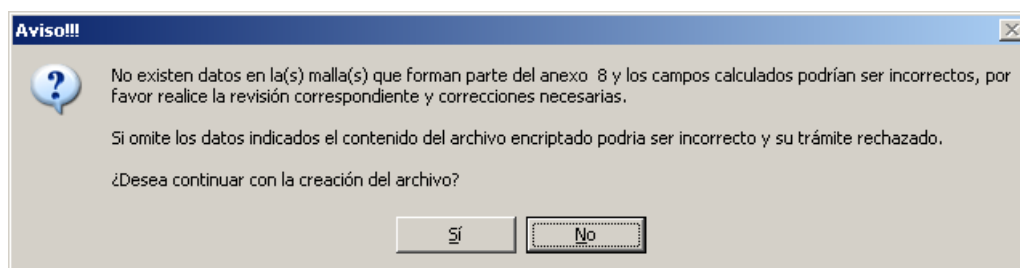 Aviso!!!
No existen datos en la(s) malla(s) que forman parte del anexo  8 y los campos calculados podrían ser incorrectos, por
favor realice la revisión correspondiente y correcciones necesarias.
Si omite los datos indicados el contenido del archivo encriptado podria ser incorrecto y su trámite rechazado.
¿Desea continuar con la creación del archivo?
Sí No